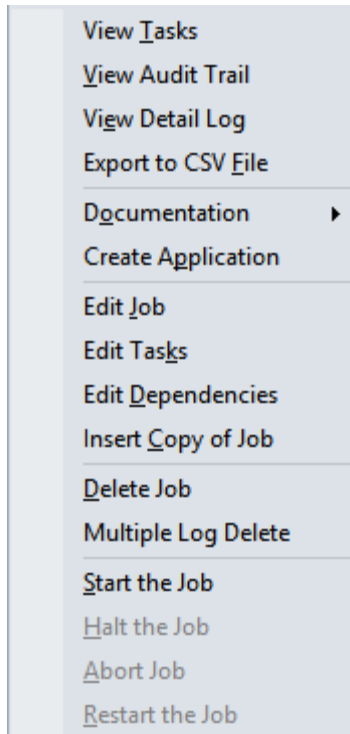 View Tasks
View Audit Trail
View Detail Log
Export to CSV File
Documentation
Create Application
Edit Job
Edit Tasks
Edit Dependencies
Insert Copy of Job
Delete Job
Multiple Log Delete
Start the Job
Halt the Job
Abort Job
Restart the Job